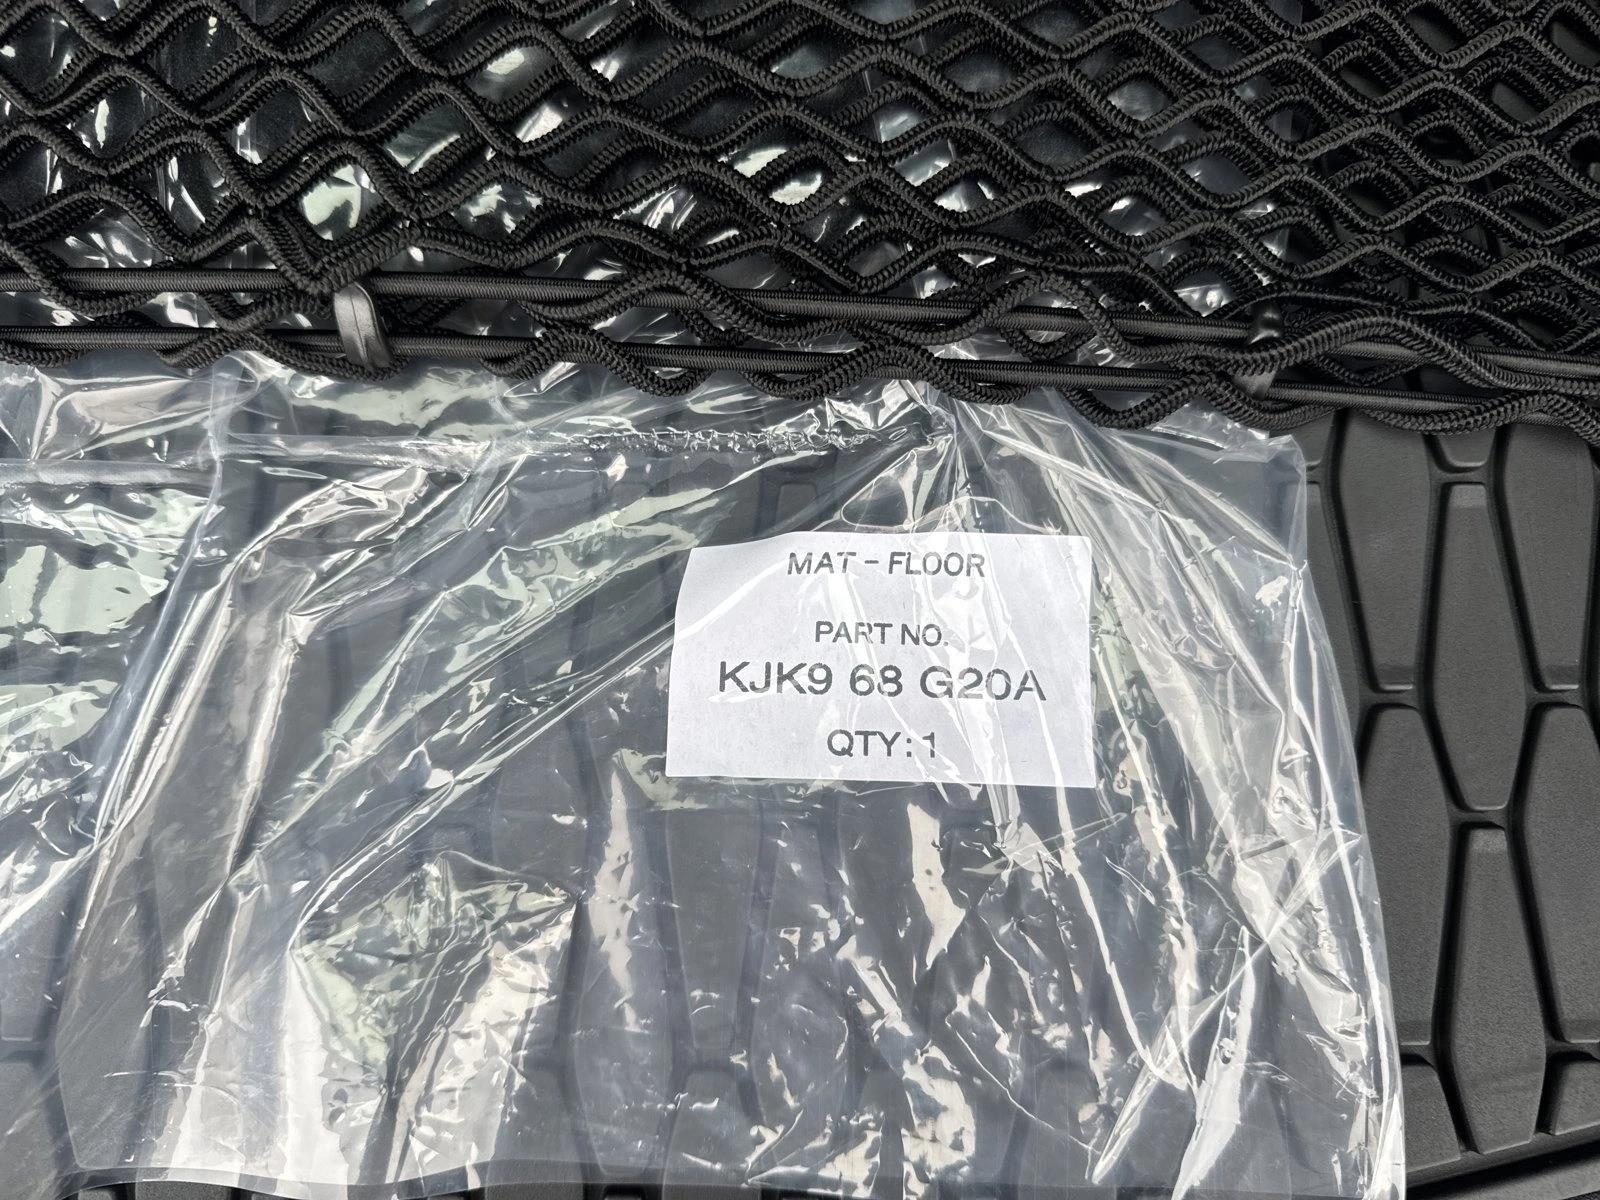 MAT - FLOOR
PART NO.
KJK9 68 G20A
QTY: 1